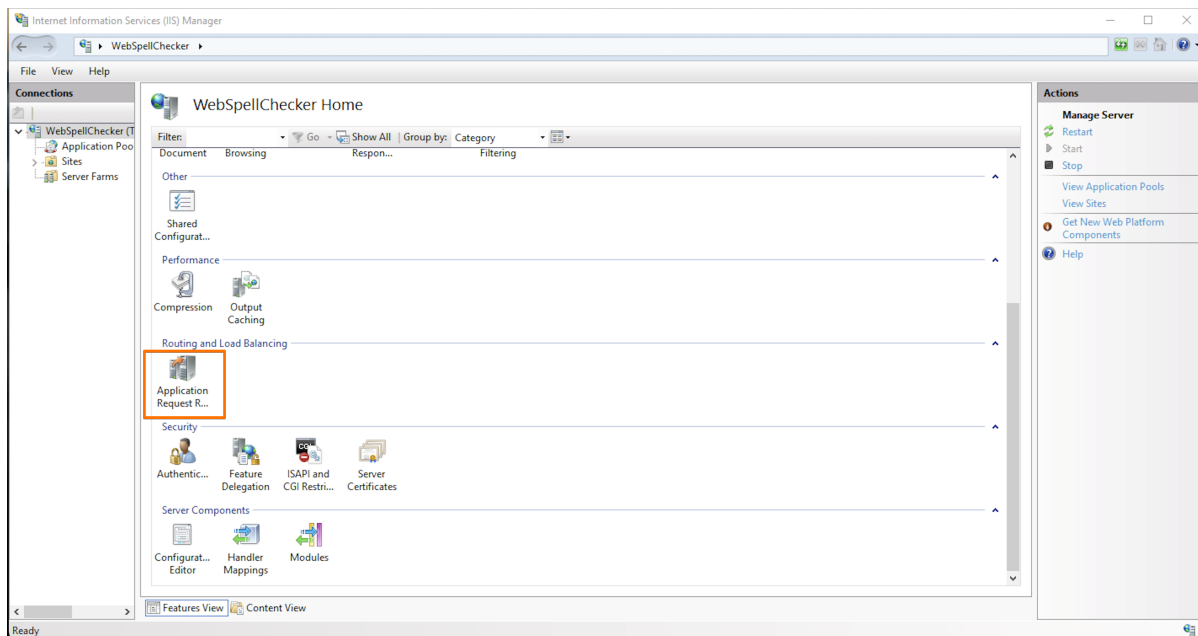 Internet Information Services (IIS) Manager
WebSpellChecker
File View Help
Connections
WebSpellChecker (T
Application Poo
Sites
Server Farms
WebSpellChecker Home
Filter: Go Show All Group by: Category
Document Browsing Respon... Filtering
Other
Shared
Configurat...
Performance
Compression Output
Caching
Routing and Load Balancing
Application
Request R...
Security
Authentic... Feature ISAPI and Server
Delegation CGI Restri... Certificates
Server Components
Configurat... Handler Modules
Editor Mappings
Features View Content View
Actions
Manage Server
Restart
Start
Stop
View Application Pools
View Sites
Get New Web Platform
Components
Help
Ready